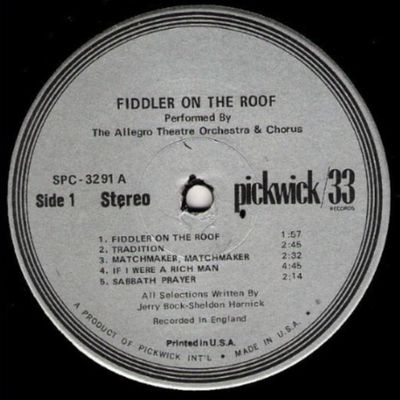 FIDDLER ON THE ROOF
Performed By
The Allegro Theatre Orchestra & Chorus
SPC-3291 A
Side 1 Stereo
pickwick/33
RECORDS
1. FIDDLER ON THE ROOF 1:57
2. TRADITION 2:45
3. MATCHMAKER, MATCHMAKER 2:32
4. IF I WERE A RICH MAN 4:45
5. SABBATH PRAYER 2:14
All Selections Written By
Jerry Bock-Sheldon Harnick
Recorded in England
Printed in U.S.A.
A PRODUCT OF PICKWICK INT'L. • MADE IN U.S.A. •